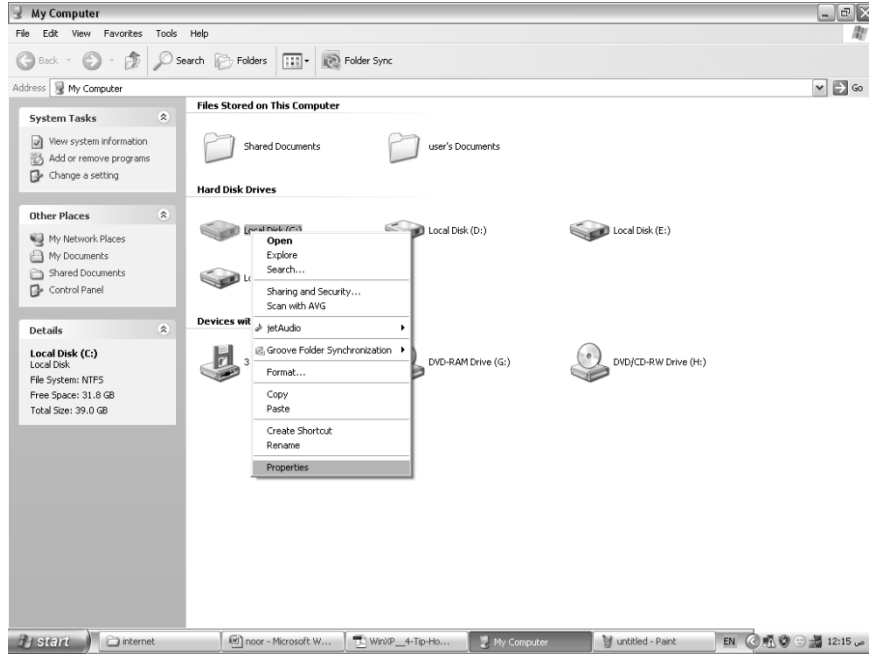 My Computer
File Edit View Favorites Tools Help
Back Search Folders Folder Sync
Address My Computer Go
System Tasks
View system information
Add or remove programs
Change a setting
Other Places
My Network Places
My Documents
Shared Documents
Control Panel
Details
Local Disk (C:)
Local Disk
File System: NTFS
Free Space: 31.8 GB
Total Size: 39.0 GB
Files Stored on This Computer
Shared Documents user's Documents
Hard Disk Drives
Local Disk (C:) Local Disk (D:) Local Disk (E:)
Devices
DVD-RAM Drive (G:) DVD/CD-RW Drive (H:)
Open
Explore
Search...
Sharing and Security...
Scan with AVG
jetAudio
Groove Folder Synchronization
Format...
Copy
Paste
Create Shortcut
Rename
Properties
start internet noor - Microsoft W... WinXP__4-Tip-Ho... My Computer untitled - Paint EN 12:15 ص